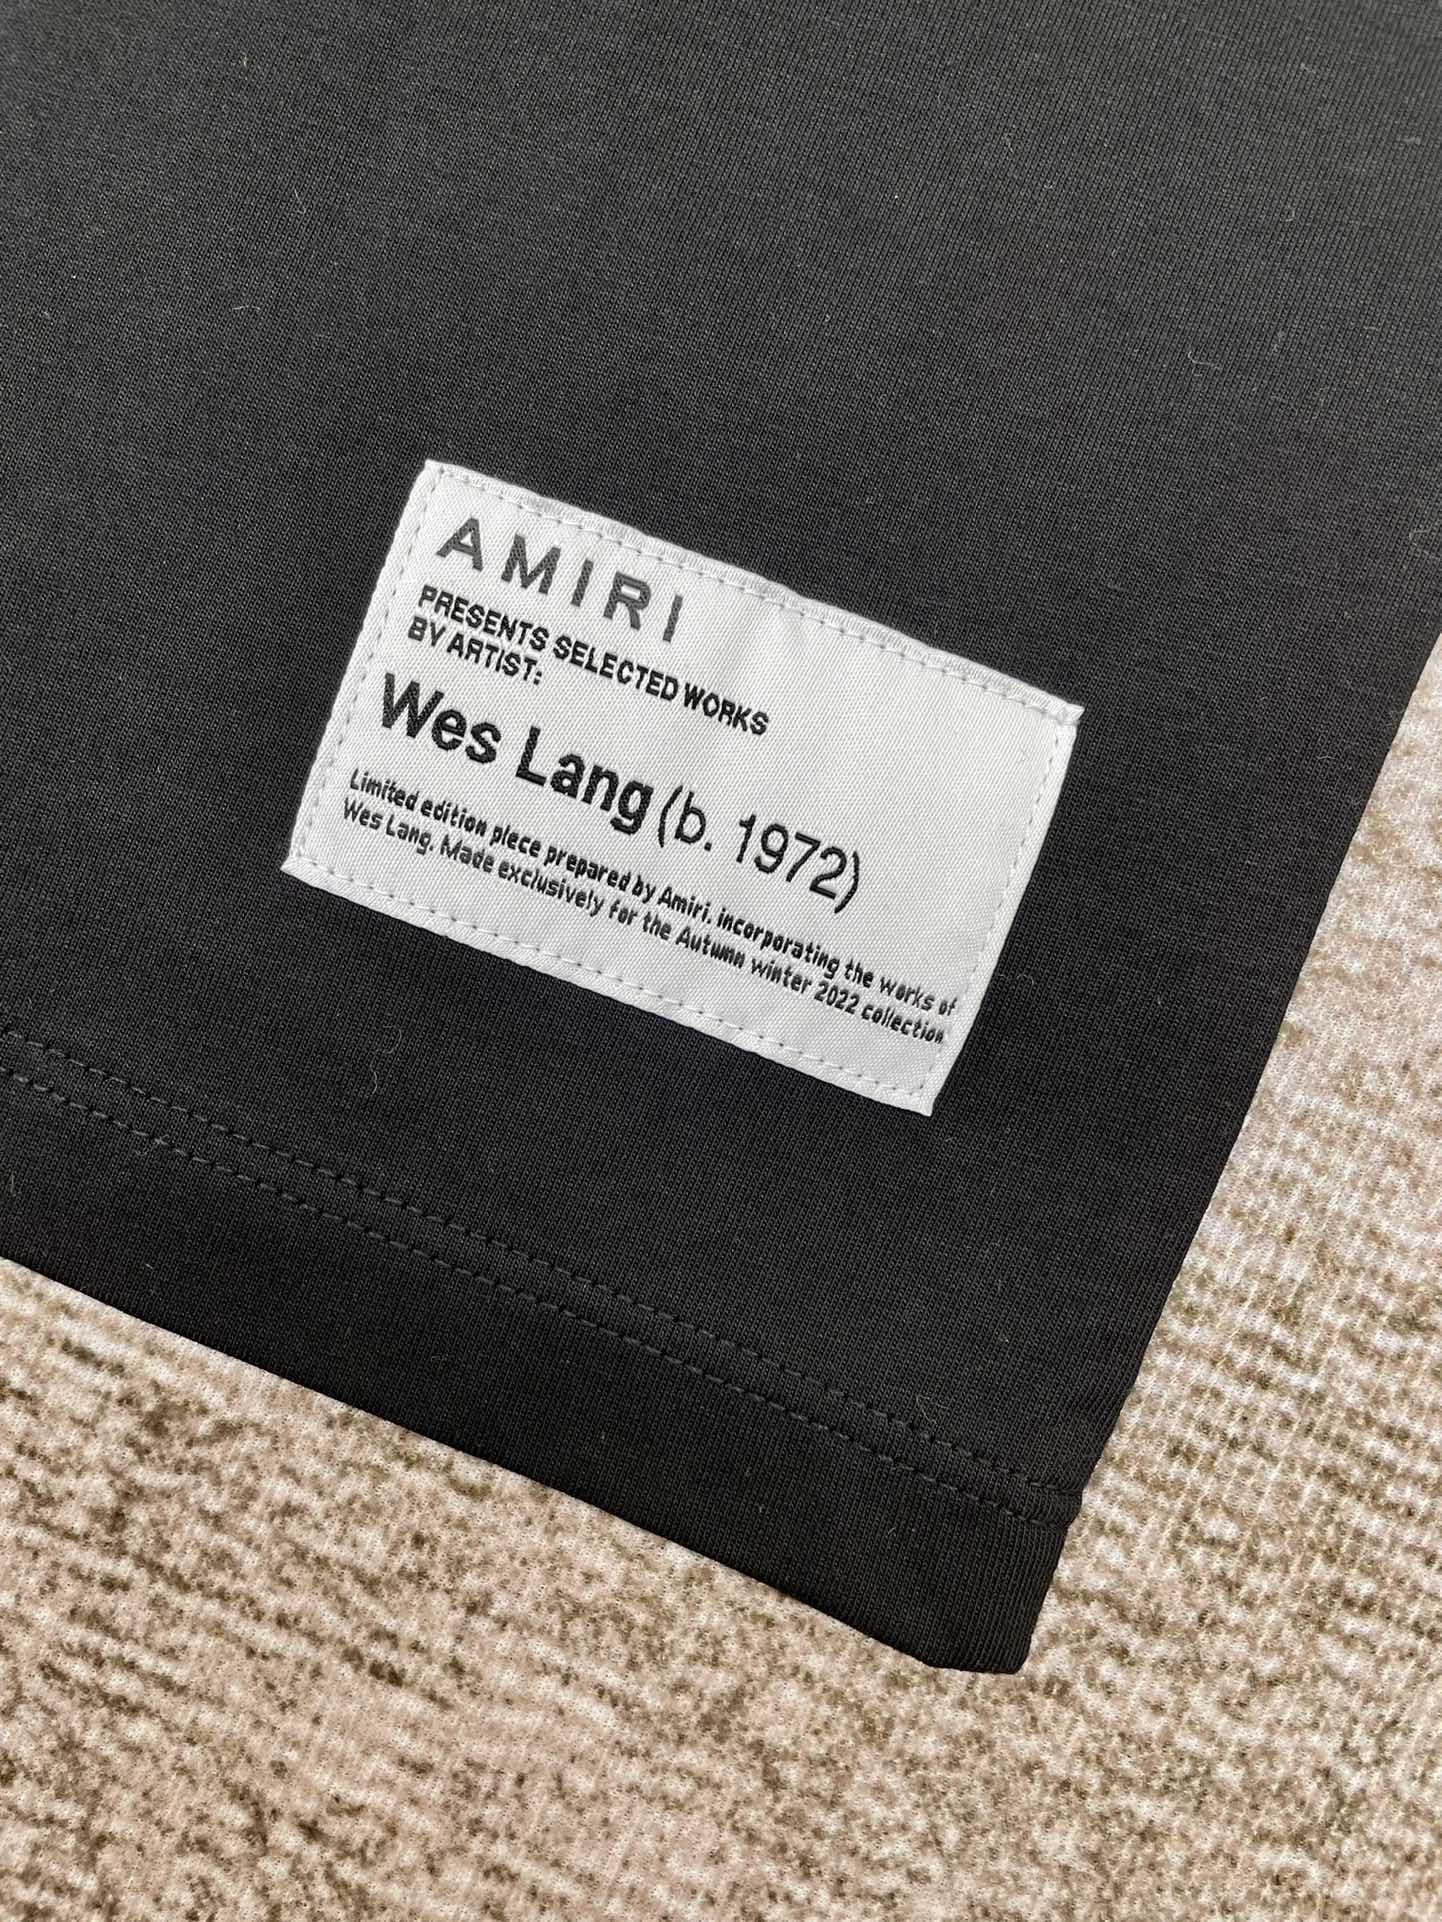 AMIRI
PRESENTS SELECTED WORKS
BY ARTIST:
Wes Lang (b. 1972)
Limited edition piece prepared by Amiri, incorporating the works of
Wes Lang. Made exclusively for the Autumn winter 2022 collection